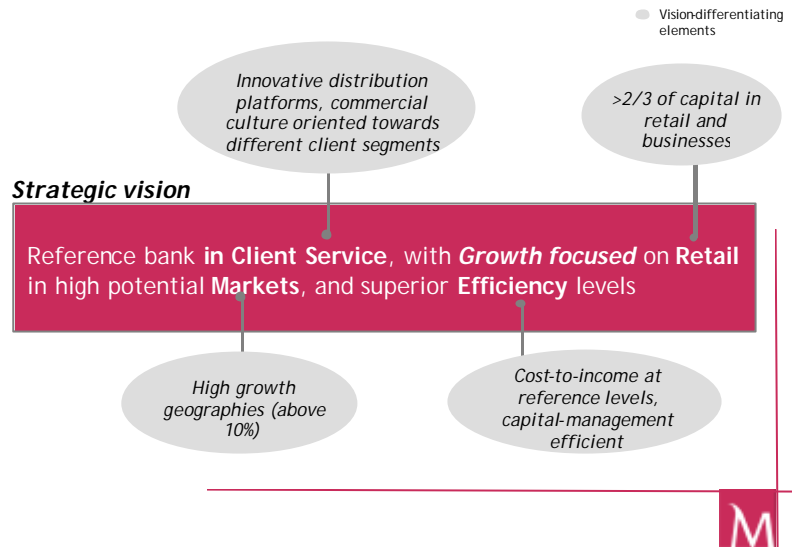 Vision-differentiating
elements
Innovative distribution
platforms, commercial
culture oriented towards
different client segments
>2/3 of capital in
retail and
businesses
Strategic vision
Reference bank in Client Service, with Growth focused on Retail
in high potential Markets, and superior Efficiency levels
High growth
geographies (above
10%)
Cost-to-income at
reference levels,
capital-management
efficient
M